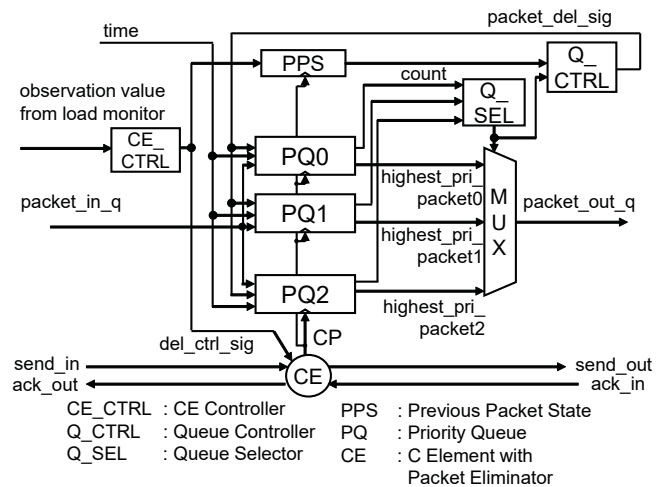 packet_del_sig
time
PPS
Q_
CTRL
count
Q_
SEL
observation value
from load monitor
CE_
CTRL
PQ0
highest_pri_
packet0
packet_in_q
PQ1
highest_pri_
packet1
M
U
X
packet_out_q
PQ2
highest_pri_
packet2
CP
del_ctrl_sig
send_in
ack_out
CE
send_out
ack_in
CE_CTRL : CE Controller
Q_CTRL : Queue Controller
Q_SEL : Queue Selector
PPS : Previous Packet State
PQ : Priority Queue
CE : C Element with
Packet Eliminator